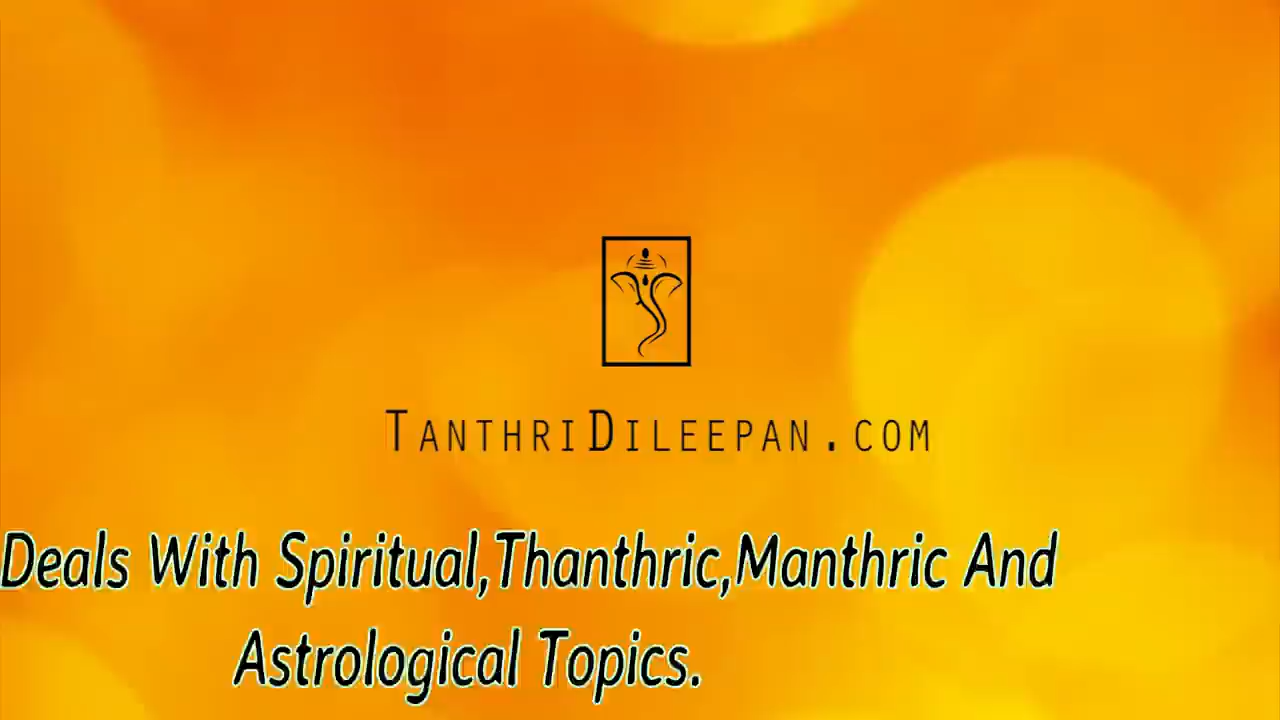 TanthriDileepan.com
Deals With Spiritual,Thanthric,Manthric And
Astrological Topics.